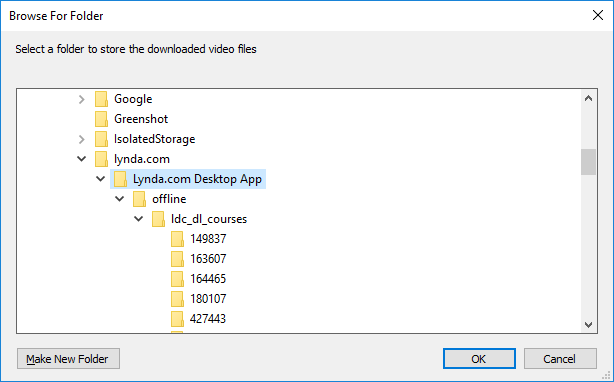 Browse For Folder
Select a folder to store the downloaded video files
Google
Greenshot
IsolatedStorage
lynda.com
Lynda.com Desktop App
offline
ldc_dl_courses
149837
163607
164465
180107
427443
Make New Folder
OK
Cancel